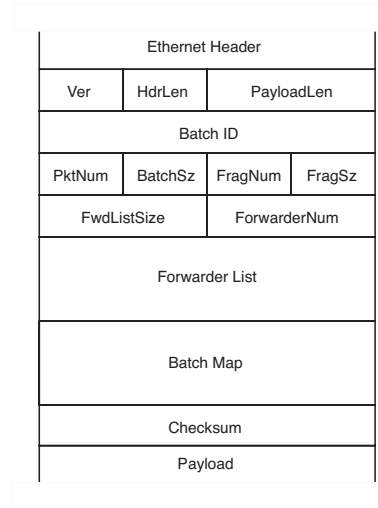 Ethernet Header
Ver HdrLen PayloadLen
Batch ID
PktNum BatchSz FragNum FragSz
FwdListSize ForwarderNum
Forwarder List
Batch Map
Checksum
Payload